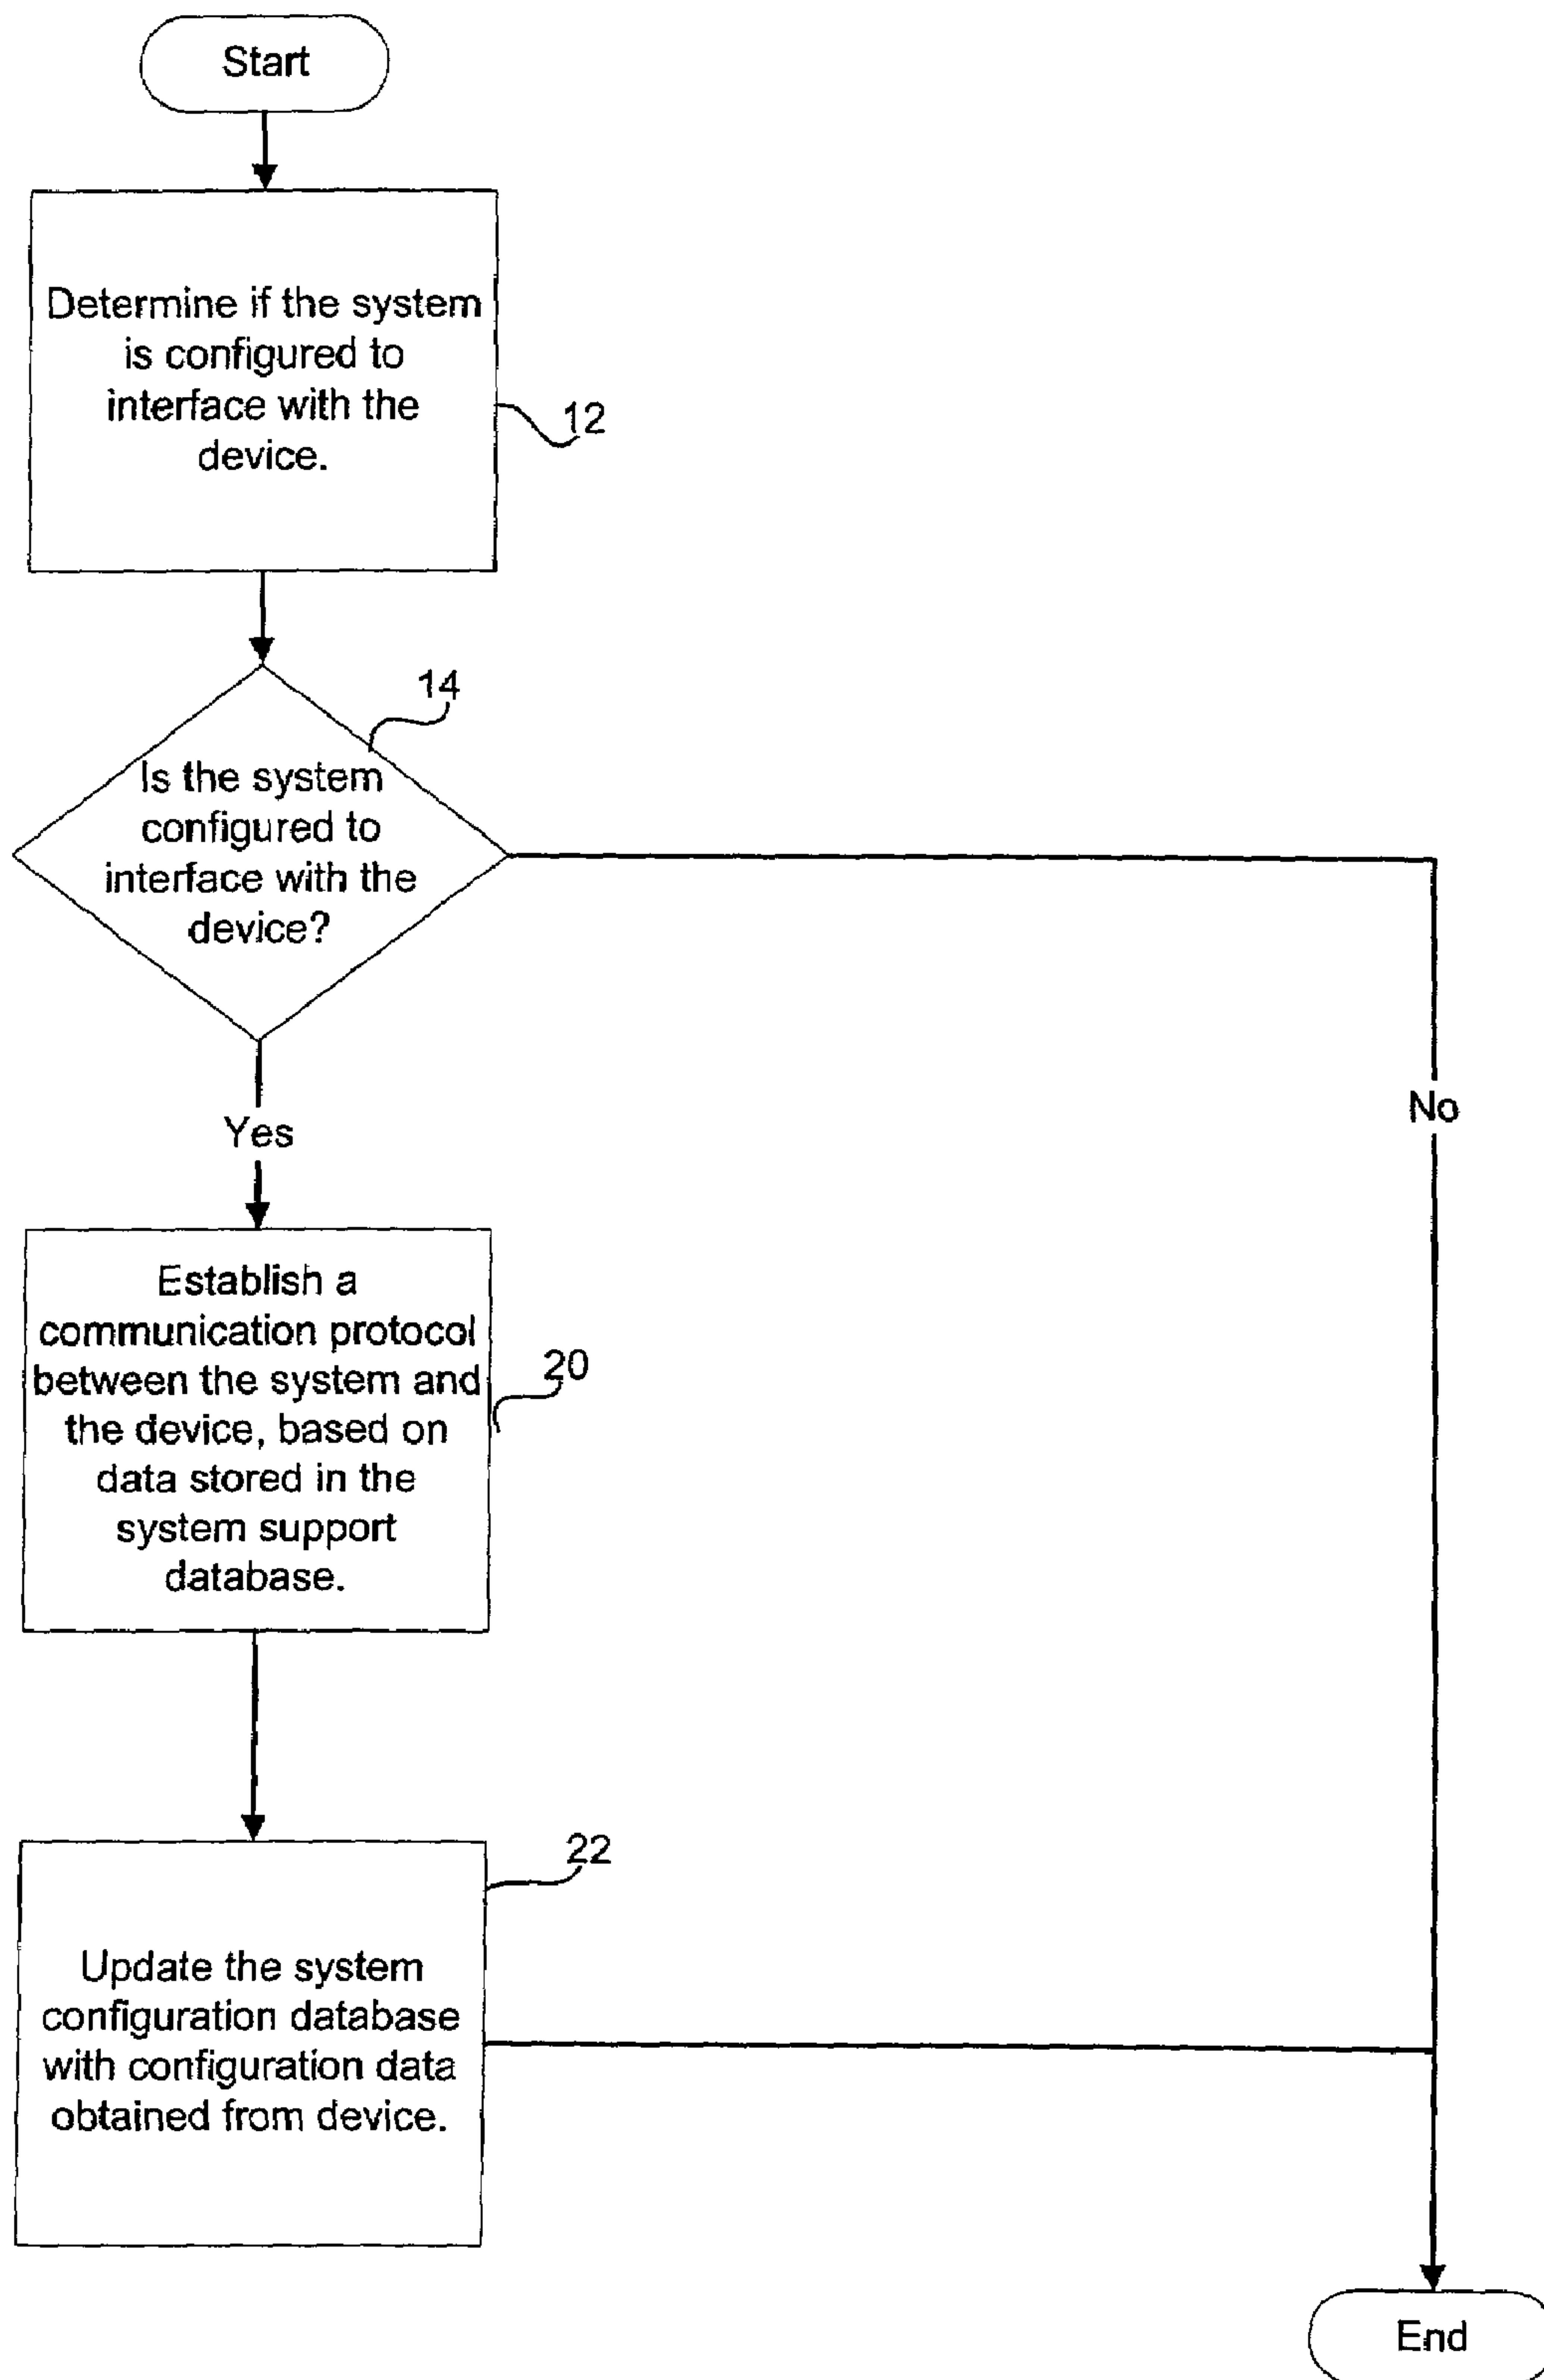 Start
Determine if the system
is configured to
interface with the
device.
12
14
Is the system
configured to
interface with the
device?
No
Yes
Establish a
communication protocol
between the system and
the device, based on
data stored in the
system support
database.
20
22
Update the system
configuration database
with configuration data
obtained from device.
End